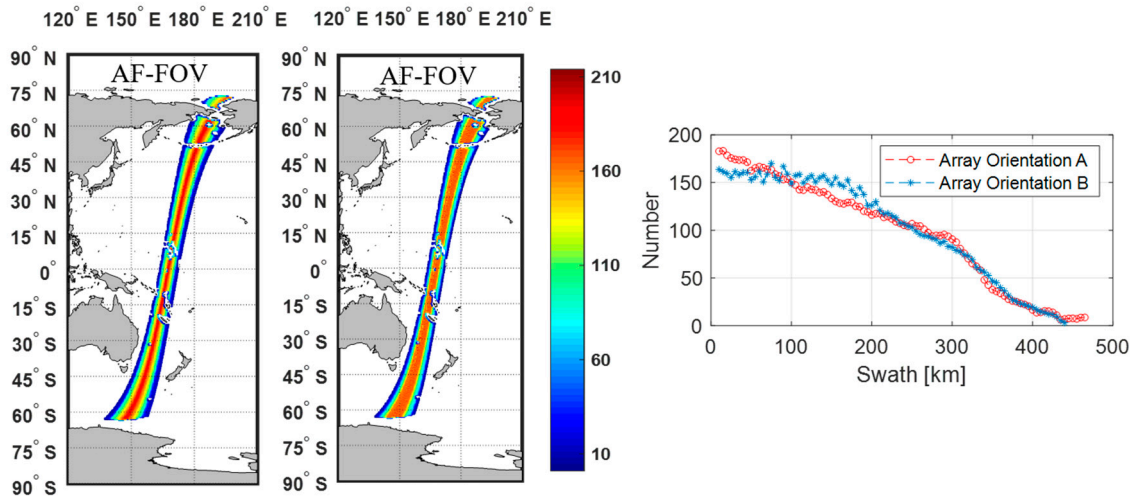 120° E 150° E 180° E 210° E
120° E 150° E 180° E 210° E
90° N
75° N
60° N
45° N
30° N
15° N
0°
15° S
30° S
45° S
60° S
75° S
90° S
AF-FOV
90° N
75° N
60° N
45° N
30° N
15° N
0°
15° S
30° S
45° S
60° S
75° S
90° S
AF-FOV
210
160
110
60
10
200
150
100
50
0
Number
Array Orientation A
Array Orientation B
0 100 200 300 400 500
Swath [km]